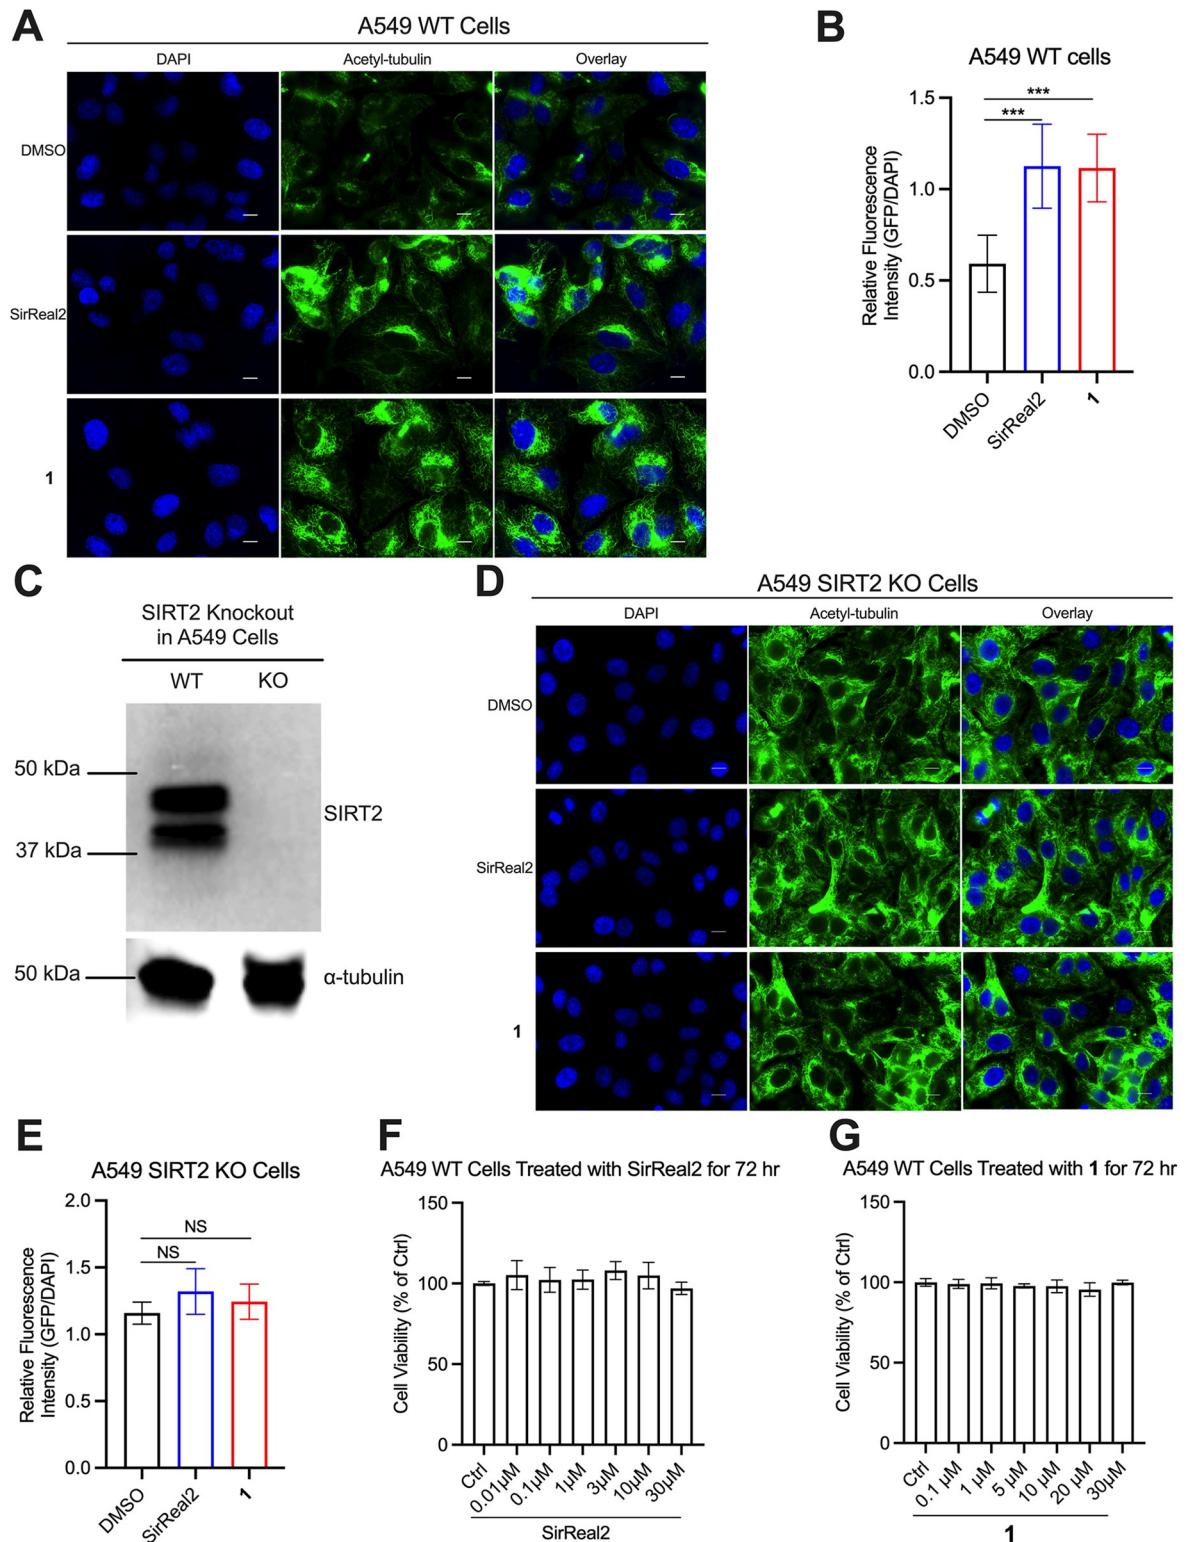 A
A549 WT Cells
DAPI Acetyl-tubulin Overlay
DMSO
SirReal2
1
B
A549 WT cells
Relative Fluorescence
Intensity (GFP/DAPI)
1.5
1.0
0.5
0.0
***
***
DMSO
SirReal2
1
C
SIRT2 Knockout
in A549 Cells
WT KO
50 kDa
37 kDa
SIRT2
50 kDa
α-tubulin
D
A549 SIRT2 KO Cells
DAPI Acetyl-tubulin Overlay
DMSO
SirReal2
1
E
A549 SIRT2 KO Cells
Relative Fluorescence
Intensity (GFP/DAPI)
2.0
1.5
1.0
0.5
0.0
NS
NS
DMSO
SirReal2
1
F
A549 WT Cells Treated with SirReal2 for 72 hr
Cell Viability (% of Ctrl)
150
100
50
0
Ctrl
0.01µM
0.1µM
1µM
3µM
10µM
30µM
SirReal2
G
A549 WT Cells Treated with 1 for 72 hr
Cell Viability (% of Ctrl)
150
100
50
0
Ctrl
0.1 µM
1 µM
5 µM
10 µM
20 µM
30µM
1